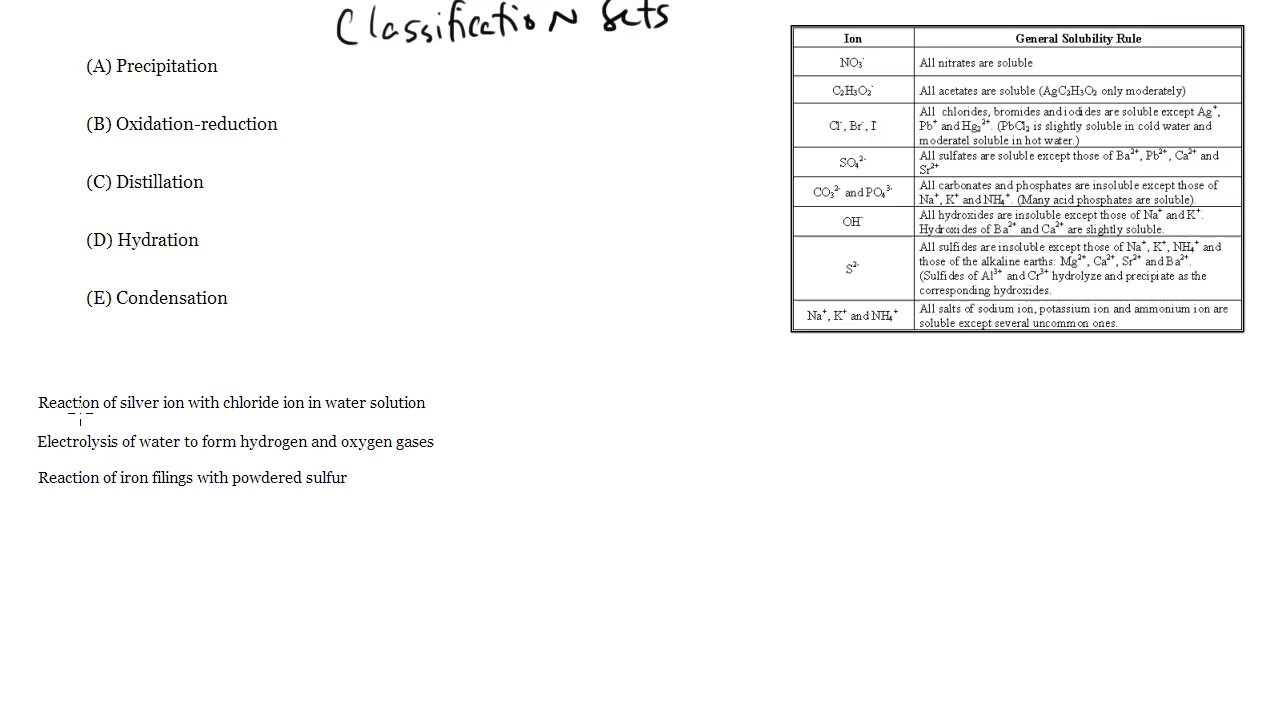 Classification Sets
(A) Precipitation
(B) Oxidation-reduction
(C) Distillation
(D) Hydration
(E) Condensation
Ion General Solubility Rule
NO₃⁻ All nitrates are soluble
C₂H₃O₂⁻ All acetates are soluble (AgC₂H₃O₂ only moderately)
Cl⁻, Br⁻, I⁻ All chlorides, bromides and iodides are soluble except Ag⁺,
Pb⁺ and Hg₂²⁺. (PbCl₂ is slightly soluble in cold water and
moderatel soluble in hot water.)
SO₄²⁻ All sulfates are soluble except those of Ba²⁺, Pb²⁺, Ca²⁺ and
Sr²⁺
CO₃²⁻ and PO₄³⁻ All carbonates and phosphates are insoluble except those of
Na⁺, K⁺ and NH₄⁺. (Many acid phosphates are soluble).
OH⁻ All hydroxides are insoluble except those of Na⁺ and K⁺.
Hydroxides of Ba²⁺ and Ca²⁺ are slightly soluble.
S²⁻ All sulfides are insoluble except those of Na⁺, K⁺, NH₄⁺ and
those of the alkaline earths: Mg²⁺, Ca²⁺, Sr²⁺ and Ba²⁺.
(Sulfides of Al³⁺ and Cr³⁺ hydrolyze and precipiate as the
corresponding hydroxides.
Na⁺, K⁺ and NH₄⁺ All salts of sodium ion, potassium ion and ammonium ion are
soluble except several uncommon ones.
Reaction of silver ion with chloride ion in water solution
Electrolysis of water to form hydrogen and oxygen gases
Reaction of iron filings with powdered sulfur